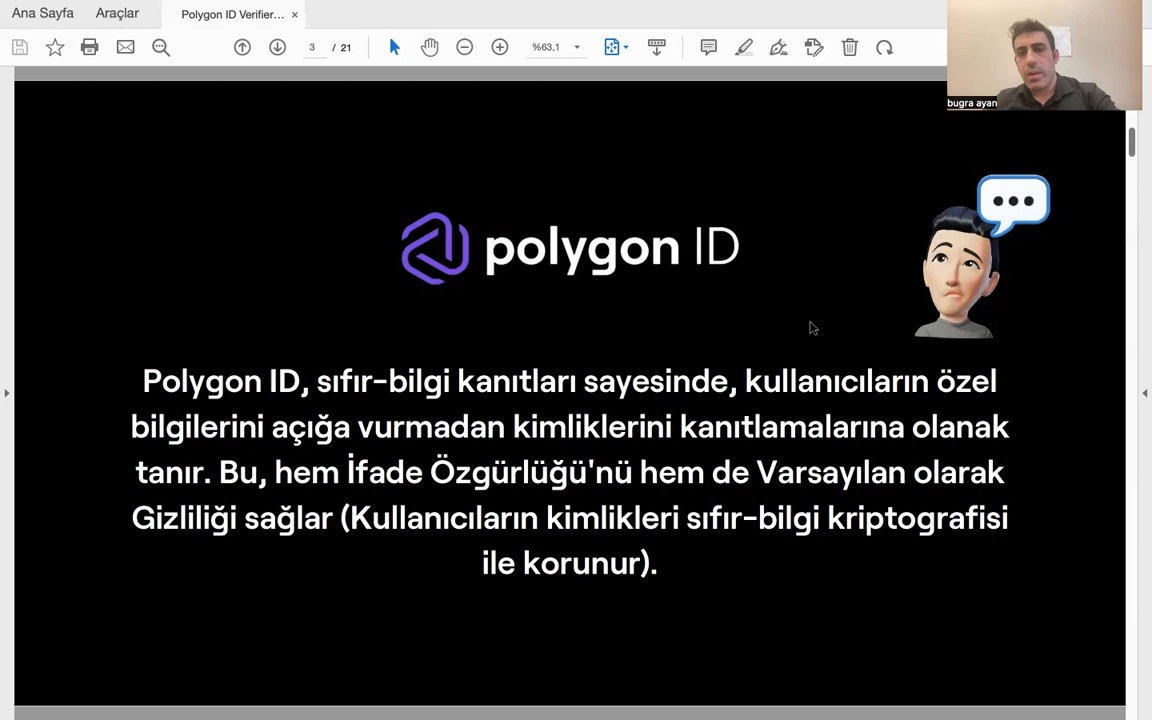 Ana Sayfa
Araçlar
Polygon ID Verifier...
×
3 / 21
%63,1
bugra ayan
polygon ID
Polygon ID, sıfır-bilgi kanıtları sayesinde, kullanıcıların özel
bilgilerini açığa vurmadan kimliklerini kanıtlamalarına olanak
tanır. Bu, hem İfade Özgürlüğü'nü hem de Varsayılan olarak
Gizliliği sağlar (Kullanıcıların kimlikleri sıfır-bilgi kriptografisi
ile korunur).